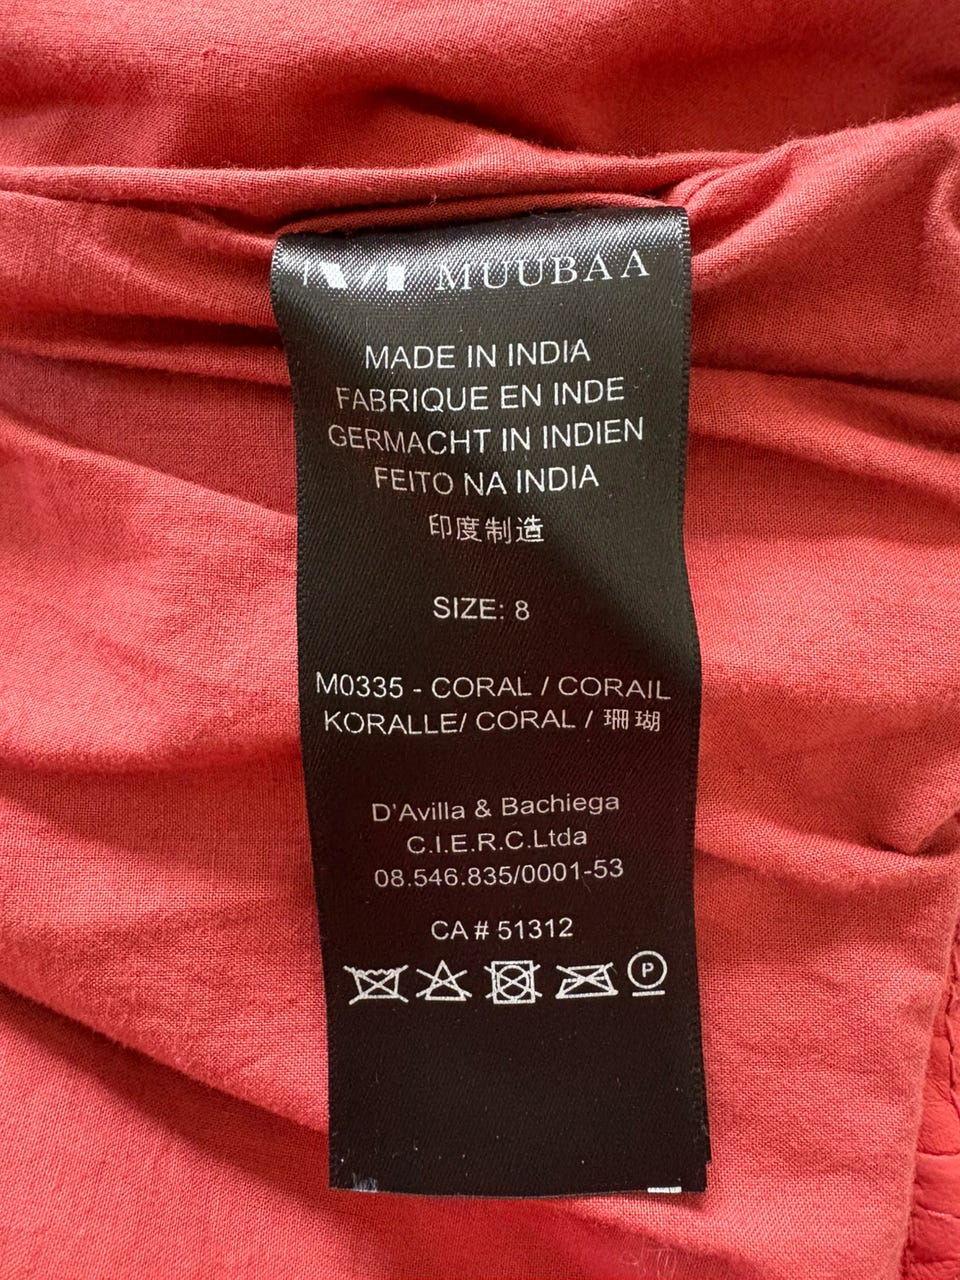 MUUBAA
MADE IN INDIA
FABRIQUE EN INDE
GERMACHT IN INDIEN
FEITO NA INDIA
印度制造
SIZE: 8
M0335 - CORAL / CORAIL
KORALLE/ CORAL / 珊瑚
D'Avilla & Bachiega
C.I.E.R.C.Ltda
08.546.835/0001-53
CA # 51312
P